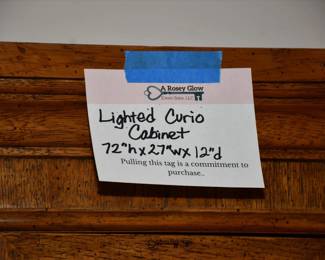 A Rosey Glow
Estate Sales, LLC
Lighted Curio
Cabinet
72"h x 27"w x 12"d
Pulling this tag is a commitment to
purchase..